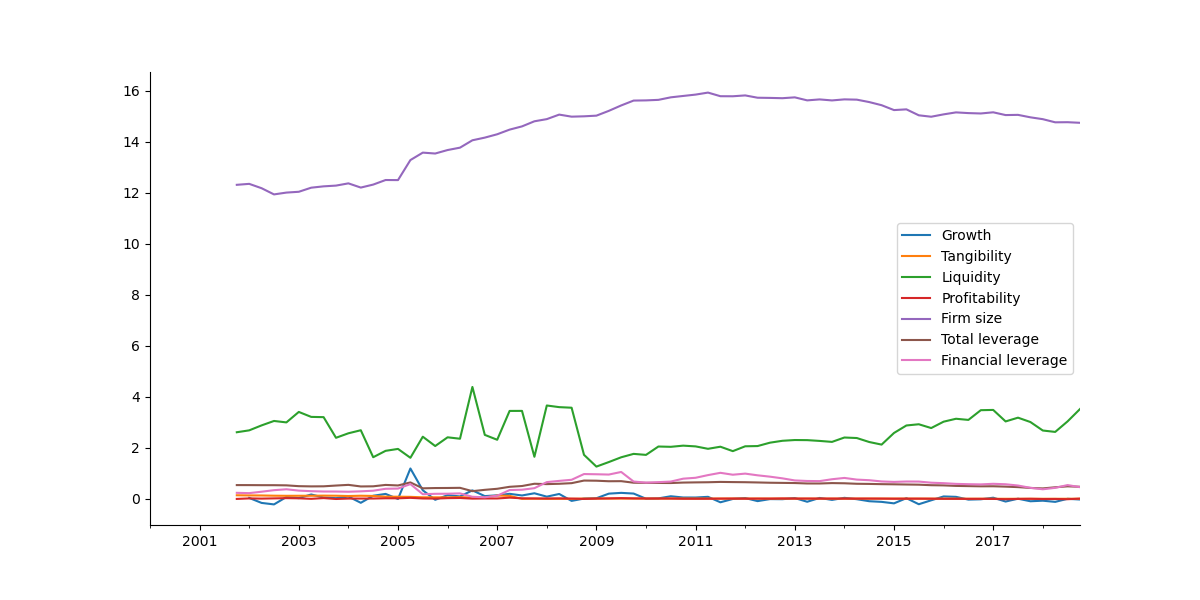 16
14
12
10
8
6
4
2
0
Growth
Tangibility
Liquidity
Profitability
Firm size
Total leverage
Financial leverage
2001 2003 2005 2007 2009 2011 2013 2015 2017